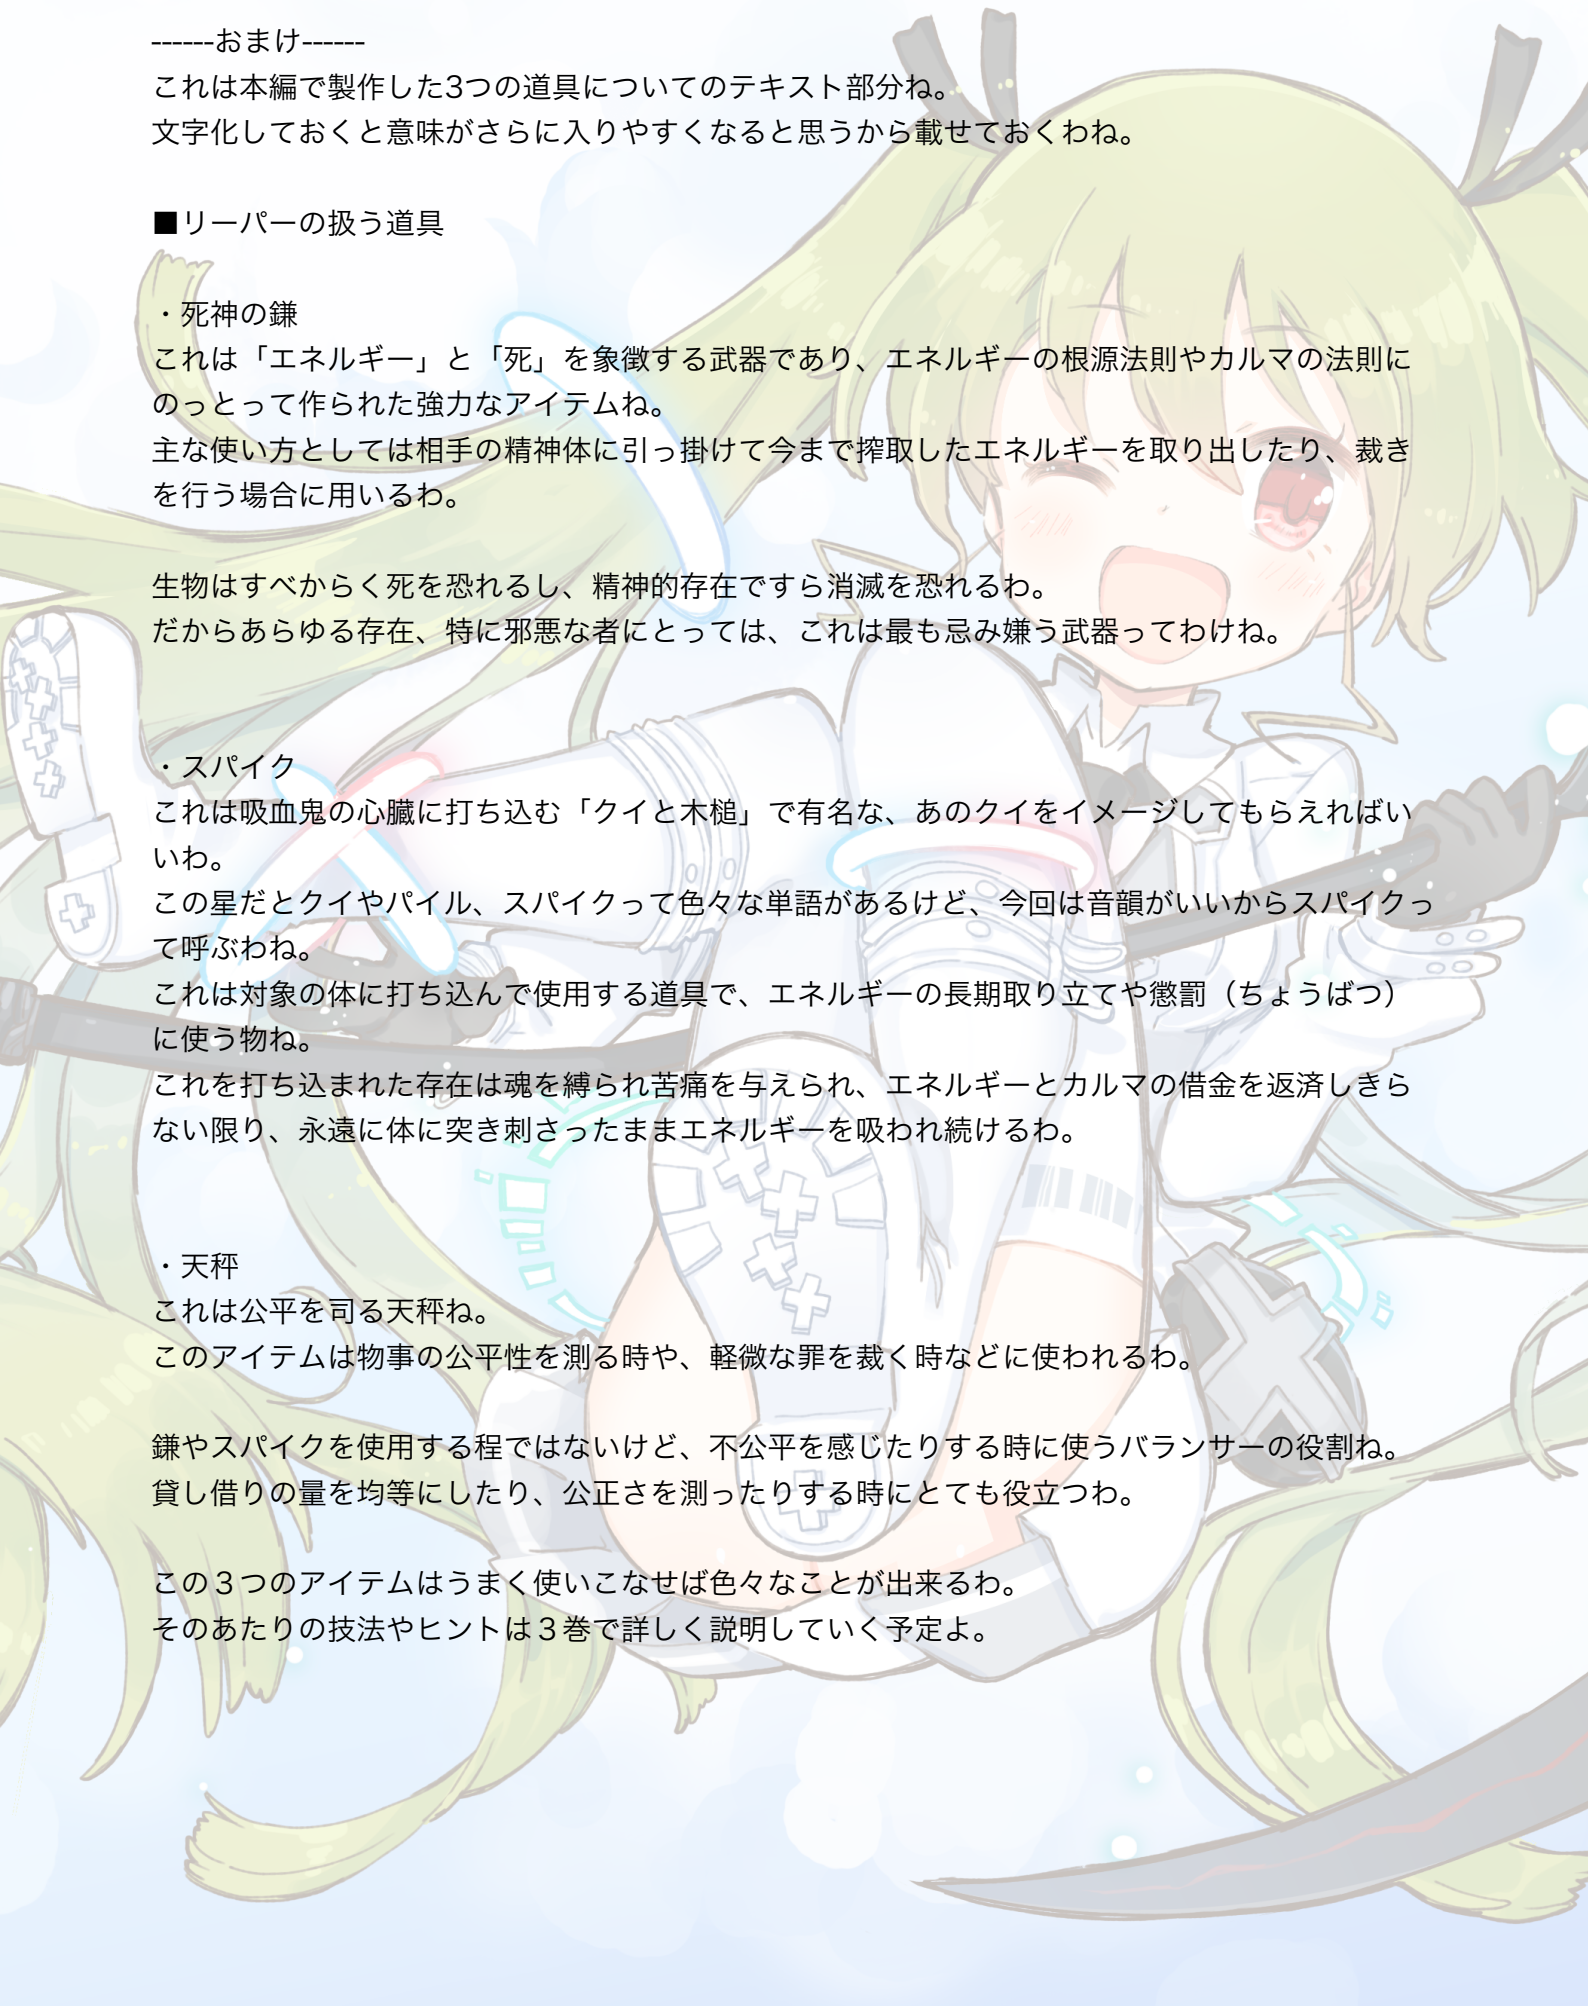 ------おまけ------
これは本編で製作した3つの道具についてのテキスト部分ね。
文字化しておくと意味がさらに入りやすくなると思うから載せておくわね。
■リーパーの扱う道具
・死神の鎌
これは「エネルギー」と「死」を象徴する武器であり、エネルギーの根源法則やカルマの法則に
のっとって作られた強力なアイテムね。
主な使い方としては相手の精神体に引っ掛けて今まで搾取したエネルギーを取り出したり、裁き
を行う場合に用いるわ。
生物はすべからく死を恐れるし、精神的存在ですら消滅を恐れるわ。
だからあらゆる存在、特に邪悪な者にとっては、これは最も忌み嫌う武器ってわけね。
・スパイク
これは吸血鬼の心臓に打ち込む「クイと木槌」で有名な、あのクイをイメージしてもらえればい
いわ。
この星だとクイやパイル、スパイクって色々な単語があるけど、今回は音韻がいいからスパイクっ
て呼ぶわね。
これは対象の体に打ち込んで使用する道具で、エネルギーの長期取り立てや懲罰（ちょうばつ）
に使う物ね。
これを打ち込まれた存在は魂を縛られ苦痛を与えられ、エネルギーとカルマの借金を返済しきら
ない限り、永遠に体に突き刺さったままエネルギーを吸われ続けるわ。
・天秤
これは公平を司る天秤ね。
このアイテムは物事の公平性を測る時や、軽微な罪を裁く時などに使われるわ。
鎌やスパイクを使用する程ではないけど、不公平を感じたりする時に使うバランサーの役割ね。
貸し借りの量を均等にしたり、公正さを測ったりする時にとても役立つわ。
この３つのアイテムはうまく使いこなせば色々なことが出来るわ。
そのあたりの技法やヒントは３巻で詳しく説明していく予定よ。